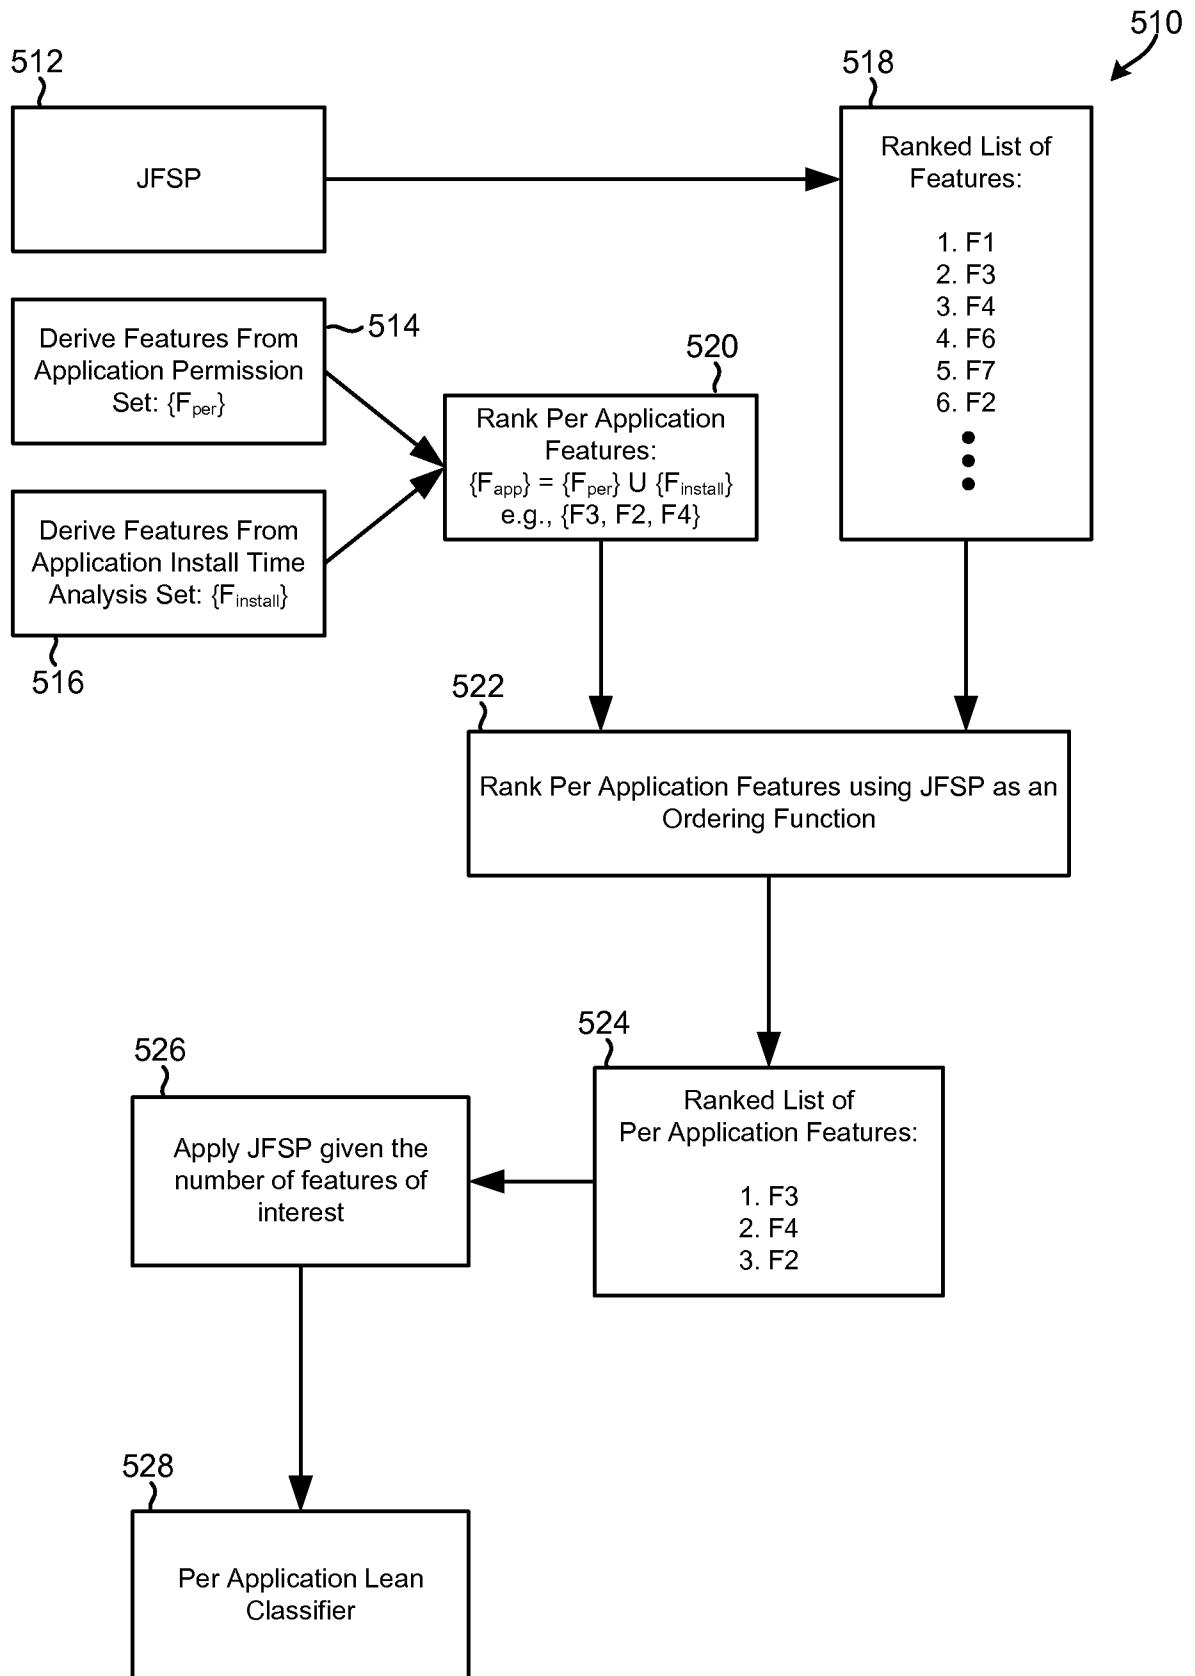 510
512
JFSP
518
Ranked List of
Features:
1. F1
2. F3
3. F4
4. F6
5. F7
6. F2
514
Derive Features From
Application Permission
Set: {Fper}
516
Derive Features From
Application Install Time
Analysis Set: {Finstall}
520
Rank Per Application
Features:
{Fapp} = {Fper} U {Finstall}
e.g., {F3, F2, F4}
522
Rank Per Application Features using JFSP as an
Ordering Function
524
Ranked List of
Per Application Features:
1. F3
2. F4
3. F2
526
Apply JFSP given the
number of features of
interest
528
Per Application Lean
Classifier